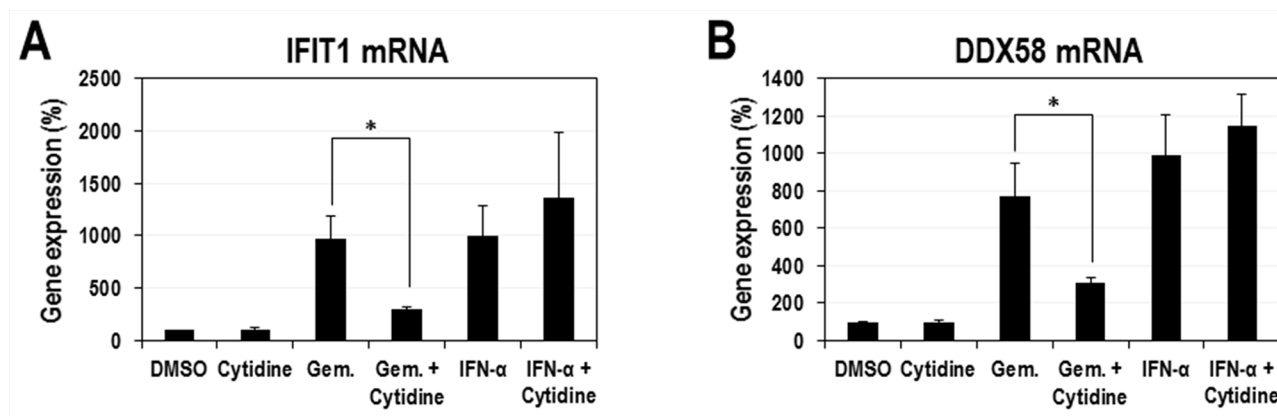 A
IFIT1 mRNA
Gene expression (%)
2500
2000
1500
1000
500
0
*
DMSO
Cytidine
Gem.
Gem. +
Cytidine
IFN-α
IFN-α +
Cytidine
B
DDX58 mRNA
Gene expression (%)
1400
1200
1000
800
600
400
200
0
*
DMSO
Cytidine
Gem.
Gem. +
Cytidine
IFN-α
IFN-α +
Cytidine